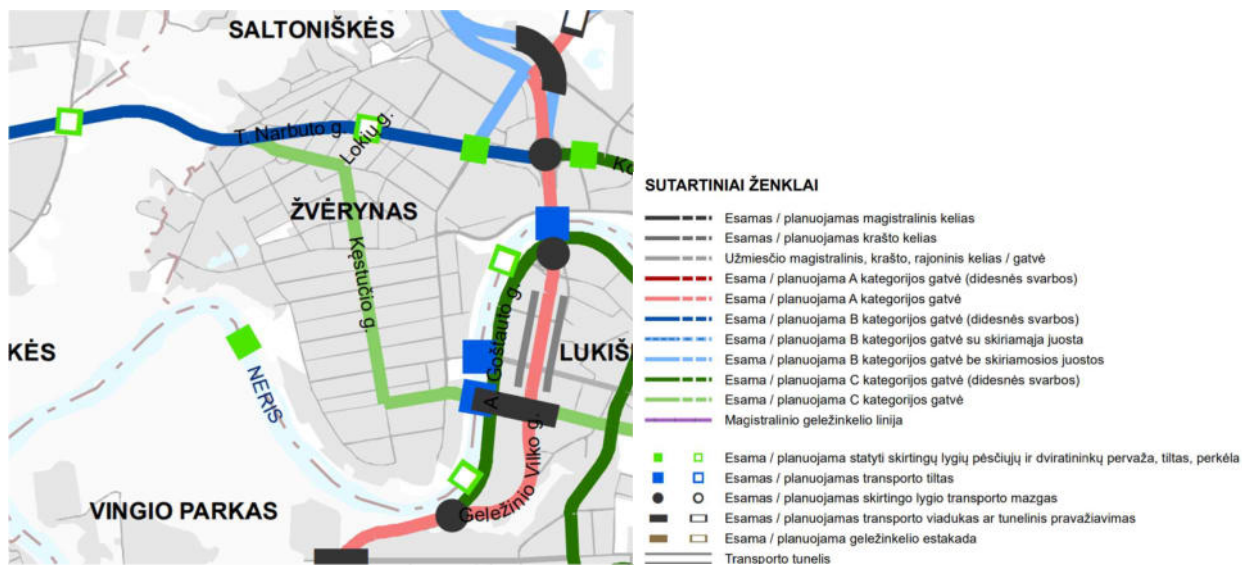 SALTONIŠKĖS
T. Narbuto g.
Lokių g.
ŽVĖRYNAS
Kęstučio g.
A. Goštauto g.
KĖS
LUKIŠ
NERIS
Geležinio Vilko g.
VINGIO PARKAS
SUTARTINIAI ŽENKLAI
Esamas / planuojamas magistralinis kelias
Esamas / planuojamas krašto kelias
Užmiesčio magistralinis, krašto, rajoninis kelias / gatvė
Esama / planuojama A kategorijos gatvė (didesnės svarbos)
Esama / planuojama A kategorijos gatvė
Esama / planuojama B kategorijos gatvė (didesnės svarbos)
Esama / planuojama B kategorijos gatvė su skiriamąja juosta
Esama / planuojama B kategorijos gatvė be skiriamosios juostos
Esama / planuojama C kategorijos gatvė (didesnės svarbos)
Esama / planuojama C kategorijos gatvė
Magistralinio geležinkelio linija
Esama / planuojama statyti skirtingų lygių pėsčiųjų ir dviratininkų pervaža, tiltas, perkėla
Esamas / planuojamas transporto tiltas
Esamas / planuojamas skirtingo lygio transporto mazgas
Esamas / planuojamas transporto viadukas ar tunelinis pravažiavimas
Esama / planuojama geležinkelio estakada
Transporto tunelis